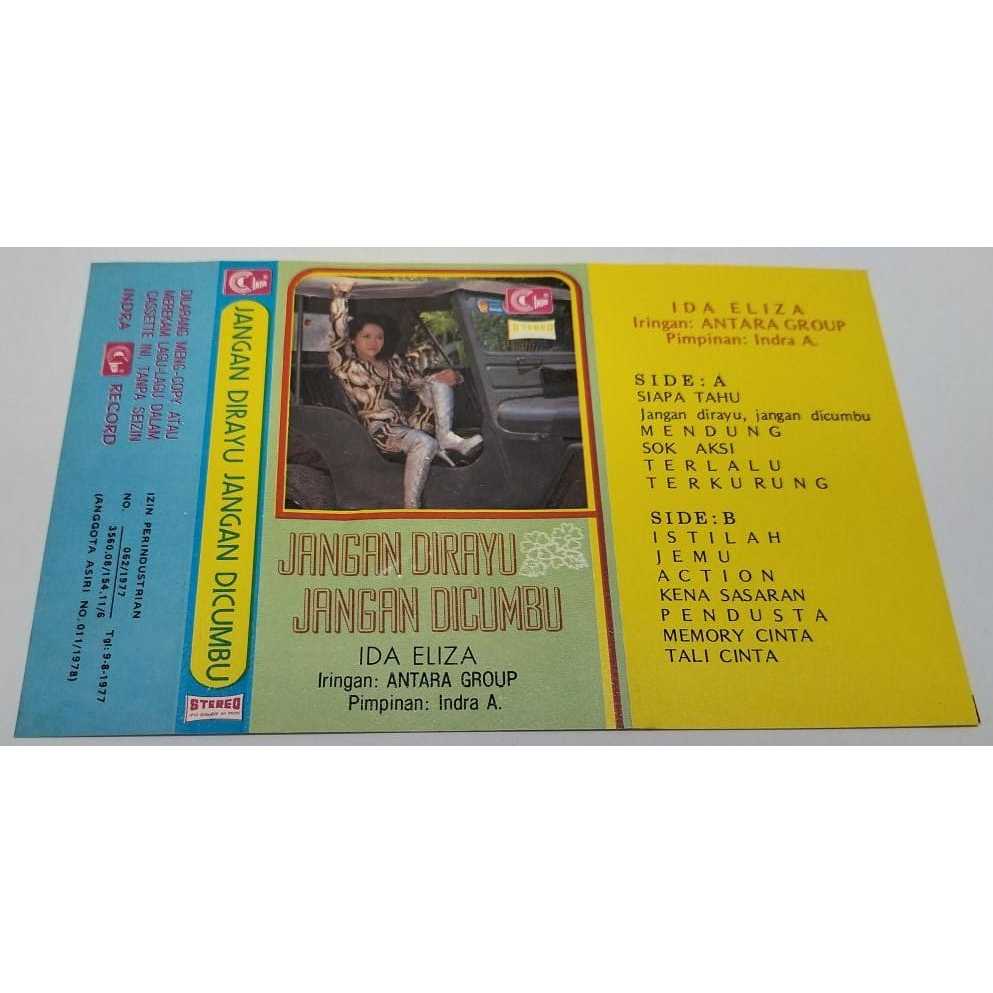 DILARANG MENG-COPY ATAU
MEREKAM LAGU-LAGU DALAM
CASSETTE INI, TANPA SEIZIN
INDRA RECORD
IZIN PERINDUSTRIAN
NO. 062/1977
3560.08/154.11/6 Tgl: 9-8-1977
(ANGGOTA ASIRI NO. 011/1978)
JANGAN DIRAYU JANGAN DICUMBU
STEREO
STEREO
JANGAN DIRAYU
JANGAN DICUMBU
IDA ELIZA
Iringan: ANTARA GROUP
Pimpinan: Indra A.
IDA ELIZA
Iringan: ANTARA GROUP
Pimpinan: Indra A.
SIDE: A
SIAPA TAHU
Jangan dirayu, jangan dicumbu
MENDUNG
SOK AKSI
TERLALU
TERKURUNG
SIDE: B
ISTILAH
JEMU
ACTION
KENA SASARAN
PENDUSTA
MEMORY CINTA
TALI CINTA